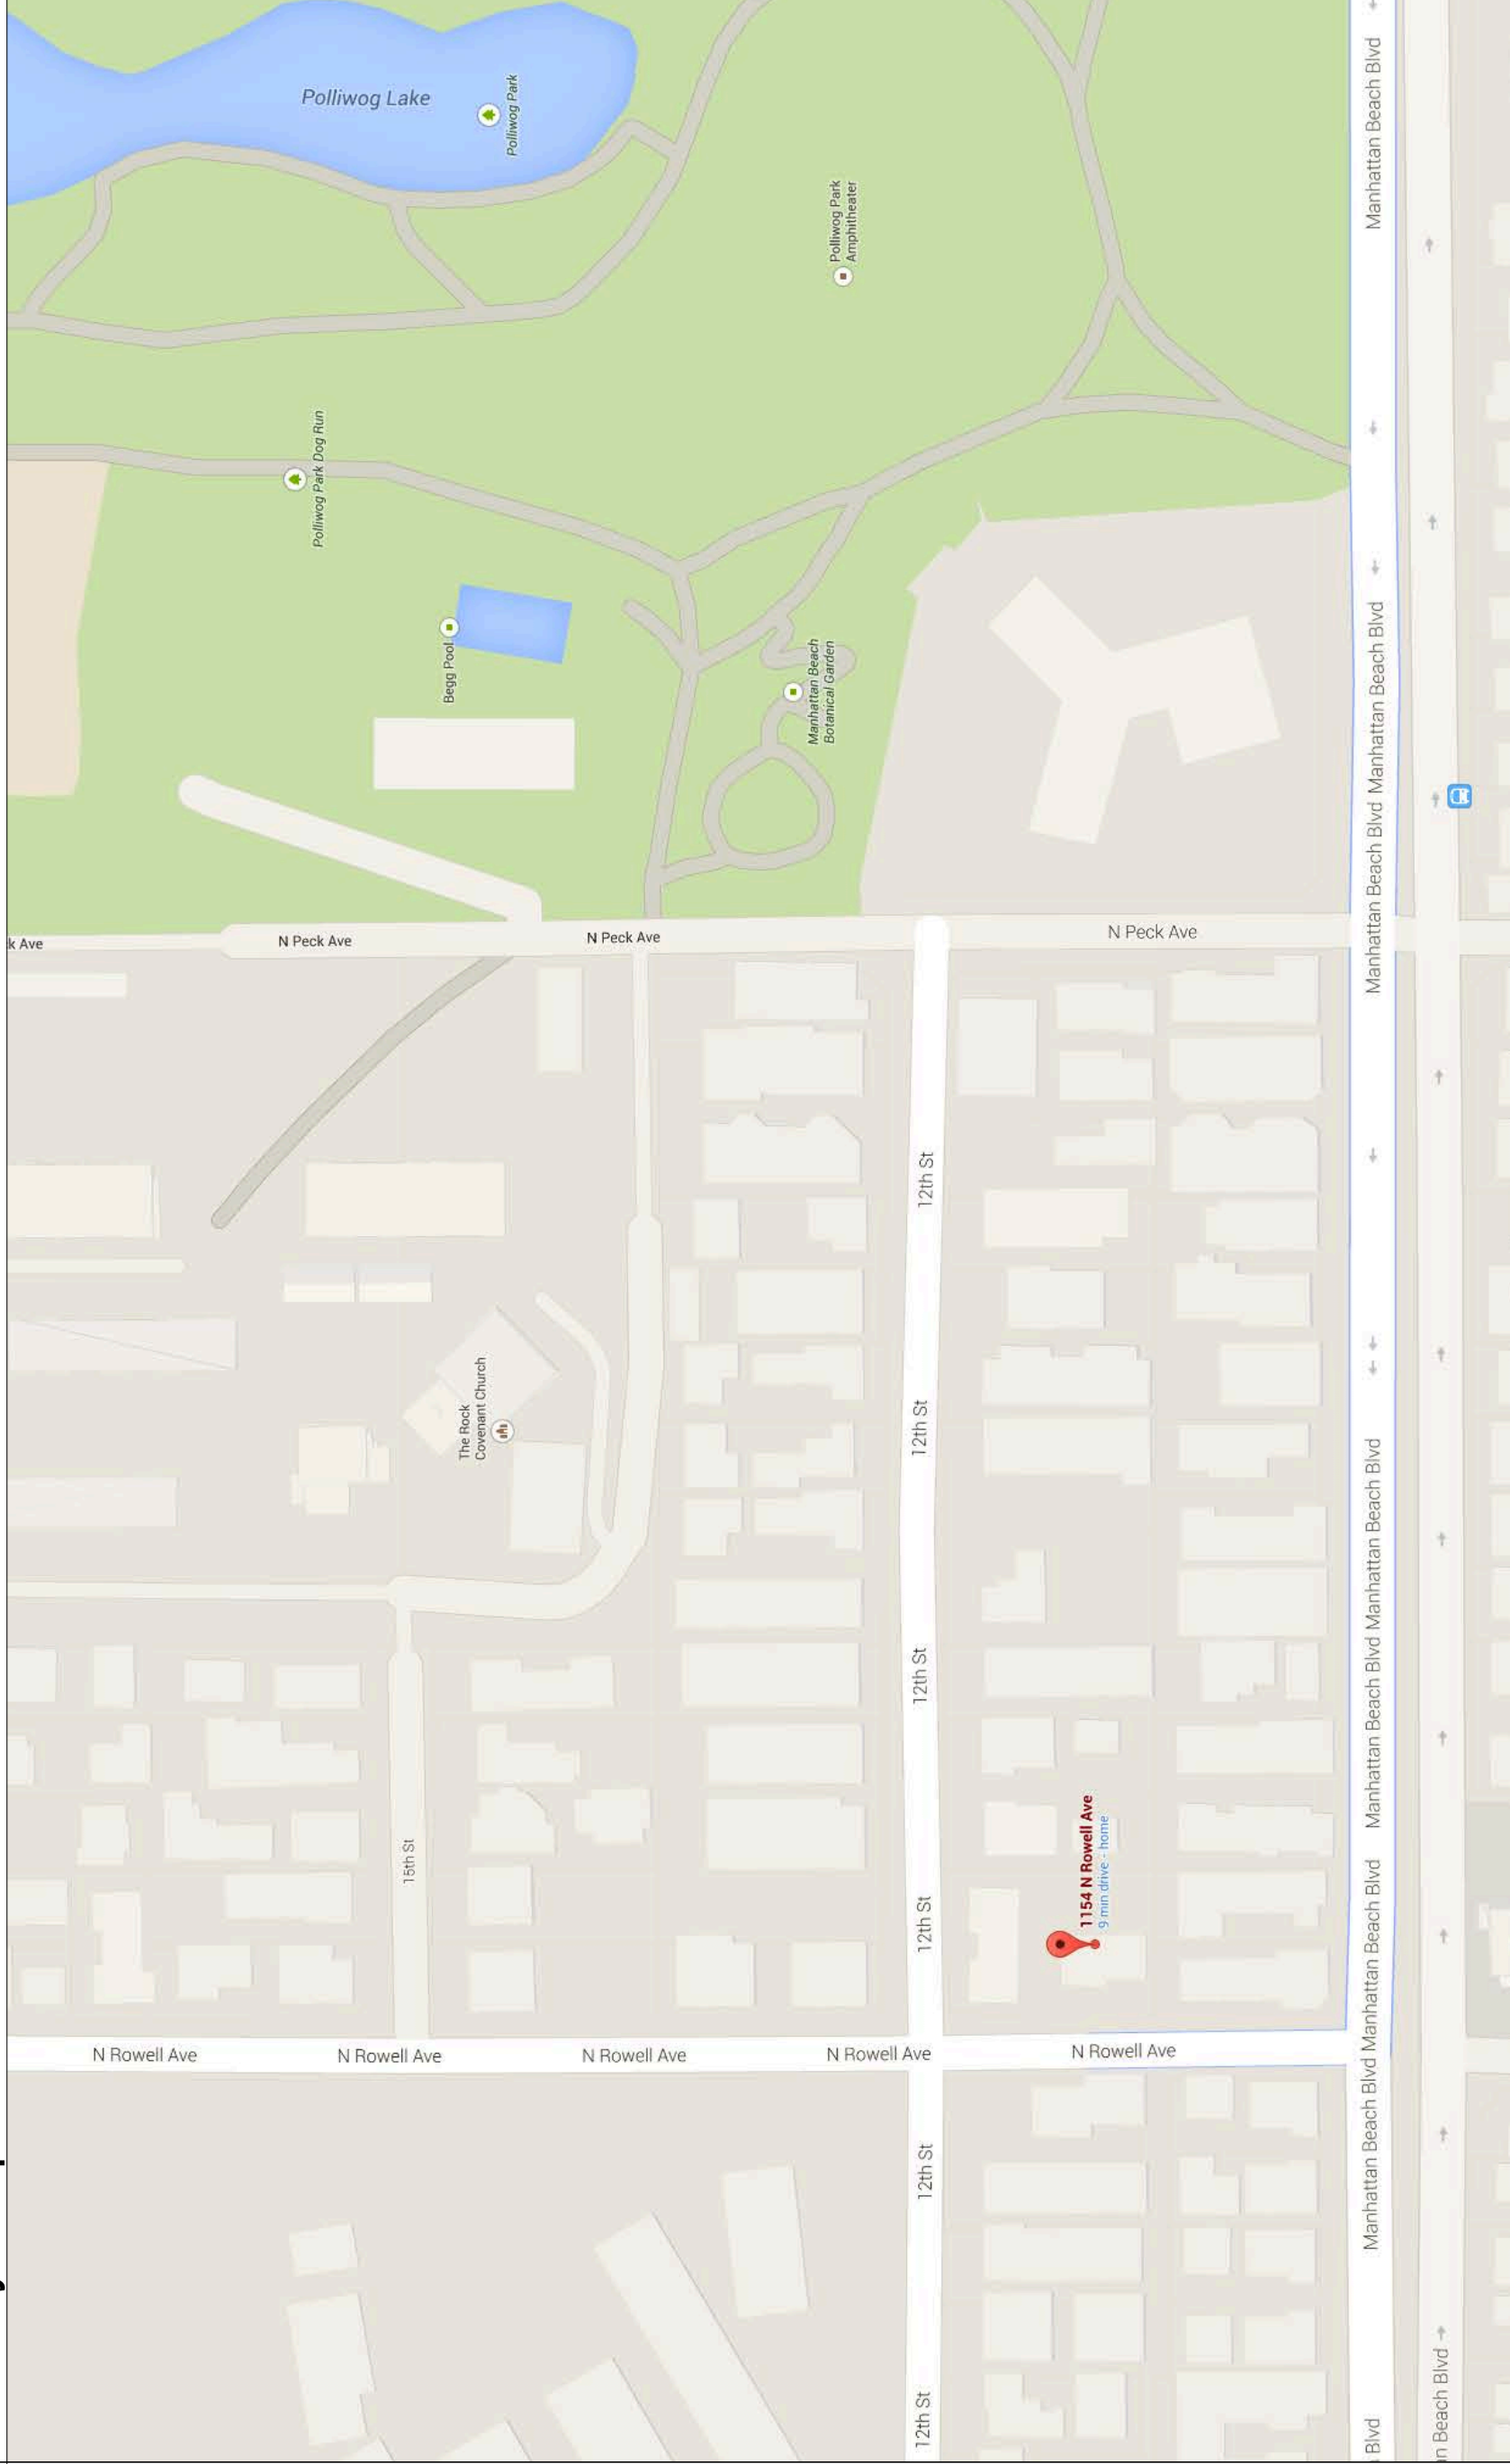 Polliwog Lake
Polliwog Park
Manhattan Beach Blvd
Polliwog Park
Amphitheater
Polliwog Park Dog Run
Begg Pool
Manhattan Beach
Botanical Garden
Manhattan Beach Blvd Manhattan Beach Blvd
k Ave
N Peck Ave
N Peck Ave
N Peck Ave
12th St
The Rock
Covenant Church
12th St
Manhattan Beach Blvd Manhattan Beach Blvd
12th St
15th St
12th St
1154 N Rowell Ave
9 min drive - home
Manhattan Beach Blvd Manhattan Beach Blvd
N Rowell Ave
N Rowell Ave
N Rowell Ave
N Rowell Ave
N Rowell Ave
12th St
12th St
Blvd
n Beach Blvd